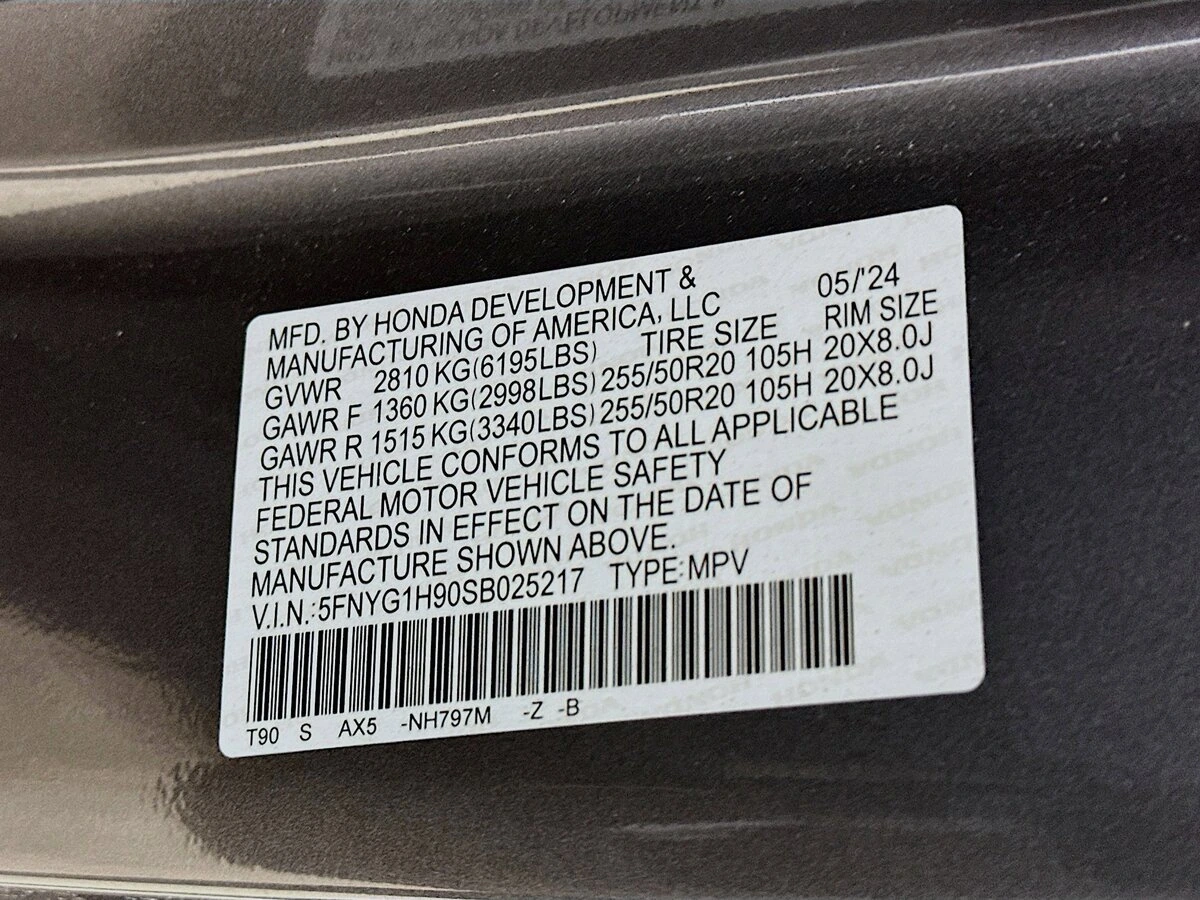 MFD. BY HONDA DEVELOPMENT & 05/'24
MANUFACTURING OF AMERICA, LLC RIM SIZE
GVWR 2810 KG(6195LBS) TIRE SIZE
GAWR F 1360 KG(2998LBS) 255/50R20 105H 20X8.0J
GAWR R 1515 KG(3340LBS) 255/50R20 105H 20X8.0J
THIS VEHICLE CONFORMS TO ALL APPLICABLE
FEDERAL MOTOR VEHICLE SAFETY
STANDARDS IN EFFECT ON THE DATE OF
MANUFACTURE SHOWN ABOVE.
V.I.N.:5FNYG1H90SB025217 TYPE:MPV
T90 S AX5 -NH797M -Z -B